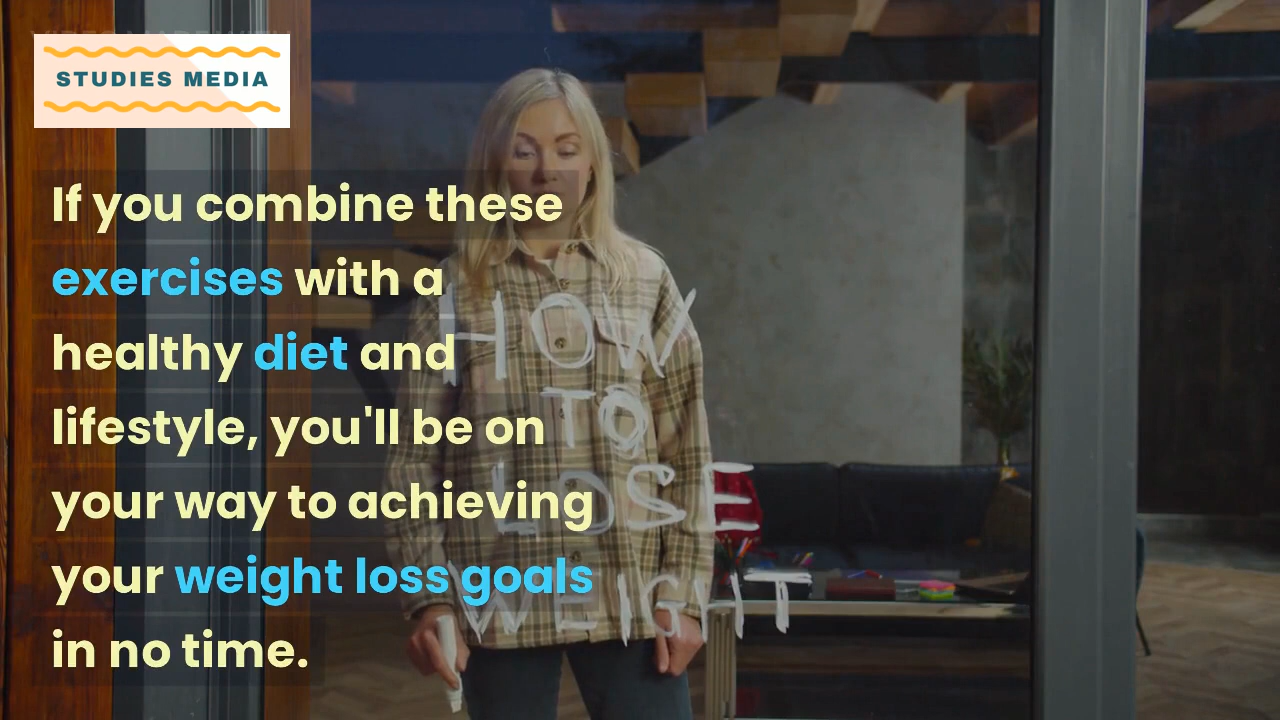 STUDIES MEDIA
If you combine these
exercises with a
healthy diet and
lifestyle, you'll be on
your way to achieving
your weight loss goals
in no time.
HOW
TO
LOSE
WEIGHT